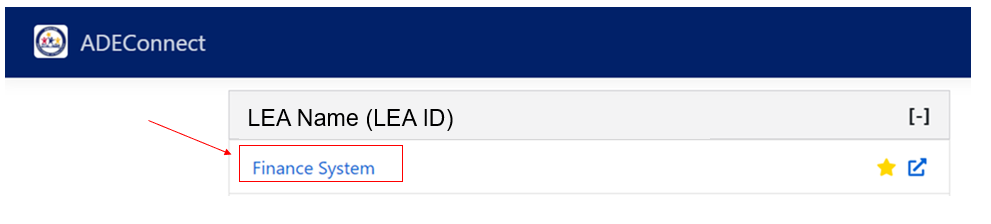 ADEConnect
LEA Name (LEA ID) [-]
Finance System